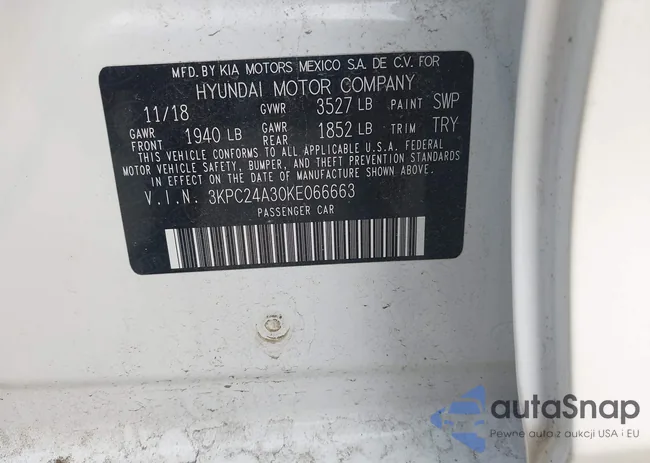 MFD. BY KIA MOTORS MEXICO S.A. DE C.V. FOR
HYUNDAI MOTOR COMPANY
11/18 GVWR 3527 LB PAINT SWP
GAWR FRONT 1940 LB GAWR REAR 1852 LB TRIM TRY
THIS VEHICLE CONFORMS TO ALL APPLICABLE U.S.A. FEDERAL
MOTOR VEHICLE SAFETY, BUMPER, AND THEFT PREVENTION STANDARDS
IN EFFECT ON THE DATE OF MANUFACTURE SHOWN ABOVE.
V.I.N. 3KPC24A30KE066663
PASSENGER CAR
autaSnap
Pewne auto z aukcji USA i EU